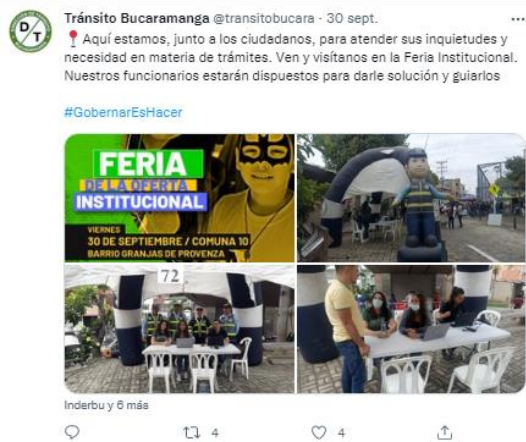 Tránsito Bucaramanga @transitobucara · 30 sept.
D/T
Aquí estamos, junto a los ciudadanos, para atender sus inquietudes y
necesidad en materia de trámites. Ven y visítanos en la Feria Institucional.
Nuestros funcionarios estarán dispuestos para darle solución y guiarlos
#GobernarEsHacer
FERIA
DE LA OFERTA
INSTITUCIONAL
VIERNES
30 DE SEPTIEMBRE / COMUNA 10
BARRIO GRANJAS DE PROVENZA
72
Inderbu y 6 más
4
4